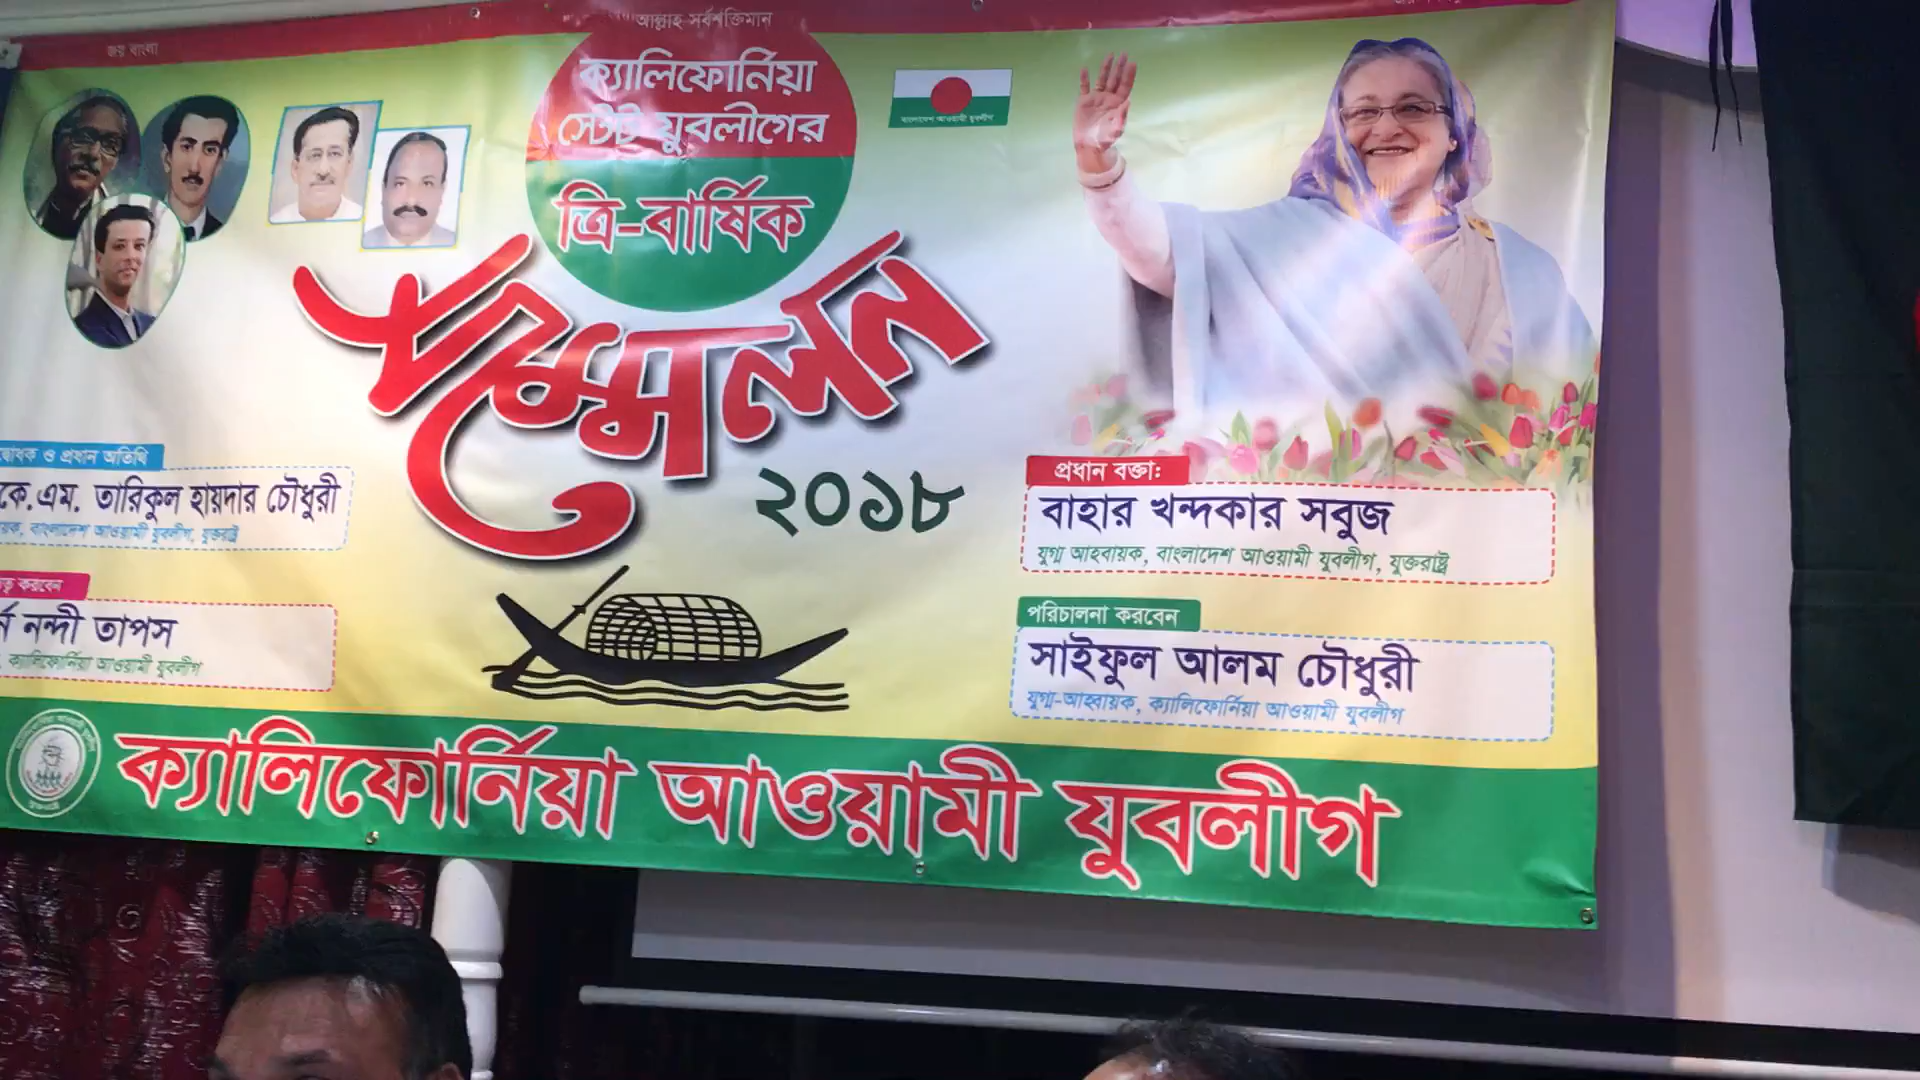 জয় বাংলা
আল্লাহ সর্বশক্তিমান
ক্যালিফোর্নিয়া
স্টেট যুবলীগের
ত্রি-বার্ষিক
সম্মেলন
২০১৮
বাংলাদেশ আওয়ামী যুবলীগ
ও প্রধান অতিথি
কে.এম. তারিকুল হায়দার চৌধুরী
বাংলাদেশ আওয়ামী যুবলীগ, যুক্তরাষ্ট্র
করবেন
নন্দী তাপস
ক্যালিফোর্নিয়া আওয়ামী যুবলীগ
প্রধান বক্তা:
বাহার খন্দকার সবুজ
যুগ্ম আহবায়ক, বাংলাদেশ আওয়ামী যুবলীগ, যুক্তরাষ্ট্র
পরিচালনা করবেন
সাইফুল আলম চৌধুরী
যুগ্ম-আহবায়ক, ক্যালিফোর্নিয়া আওয়ামী যুবলীগ
ক্যালিফোর্নিয়া আওয়ামী যুবলীগ